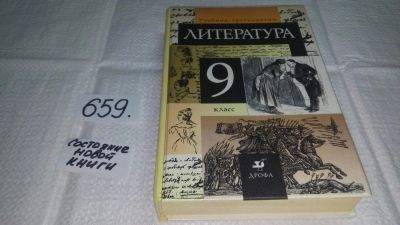 659.
состояние
новой
книги
Учебник-хрестоматия
ЛИТЕРАТУРА
9
класс
ДРОФА